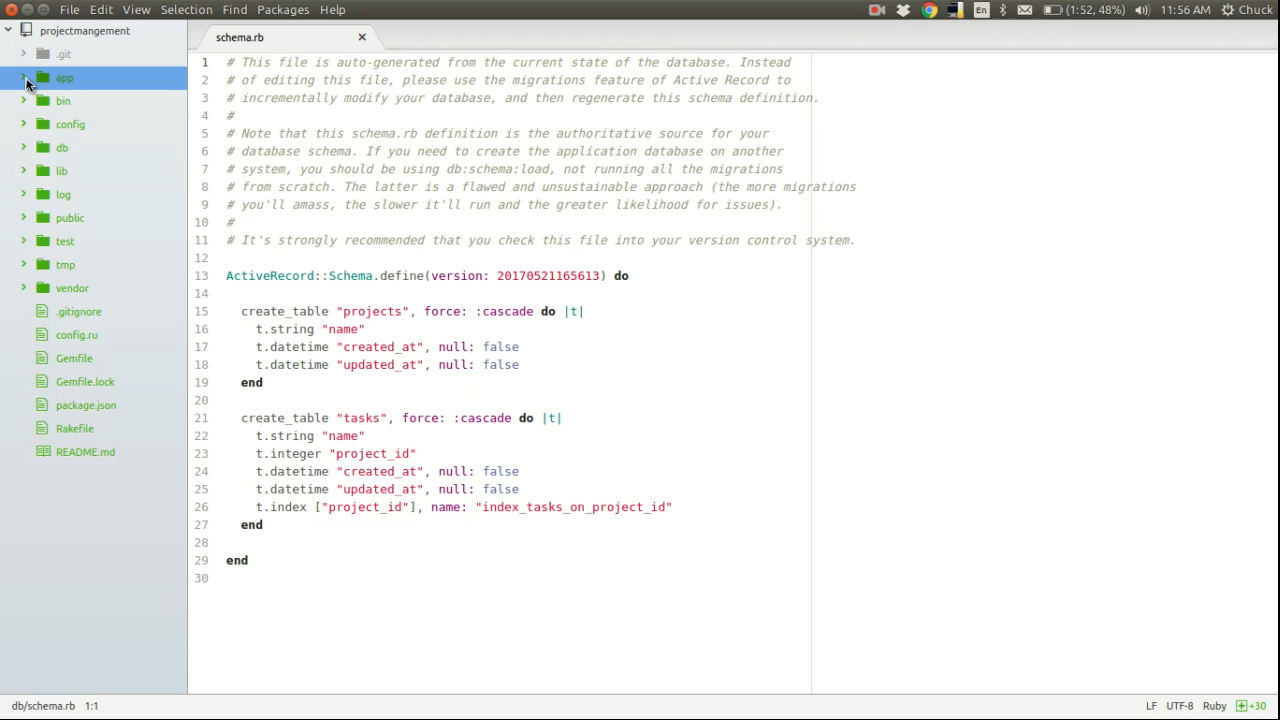 File Edit View Selection Find Packages Help
En (1:52, 48%) 11:56 AM Chuck
projectmangement
.git
app
bin
config
db
lib
log
public
test
tmp
vendor
.gitignore
config.ru
Gemfile
Gemfile.lock
package.json
Rakefile
README.md
schema.rb
1 # This file is auto-generated from the current state of the database. Instead
2 # of editing this file, please use the migrations feature of Active Record to
3 # incrementally modify your database, and then regenerate this schema definition.
4 #
5 # Note that this schema.rb definition is the authoritative source for your
6 # database schema. If you need to create the application database on another
7 # system, you should be using db:schema:load, not running all the migrations
8 # from scratch. The latter is a flawed and unsustainable approach (the more migrations
9 # you'll amass, the slower it'll run and the greater likelihood for issues).
10 #
11 # It's strongly recommended that you check this file into your version control system.
12
13 ActiveRecord::Schema.define(version: 20170521165613) do
14
15 create_table "projects", force: :cascade do |t|
16 t.string "name"
17 t.datetime "created_at", null: false
18 t.datetime "updated_at", null: false
19 end
20
21 create_table "tasks", force: :cascade do |t|
22 t.string "name"
23 t.integer "project_id"
24 t.datetime "created_at", null: false
25 t.datetime "updated_at", null: false
26 t.index ["project_id"], name: "index_tasks_on_project_id"
27 end
28
29 end
30
db/schema.rb 1:1
LF UTF-8 Ruby +30